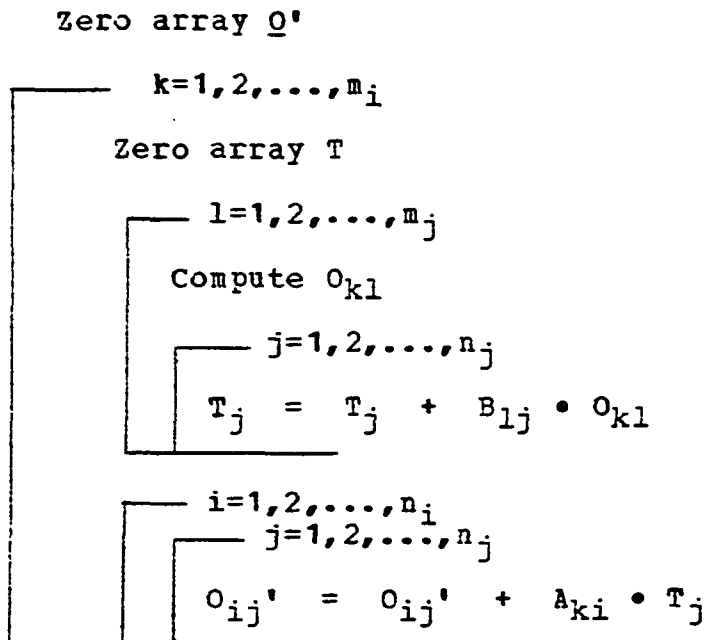 Zero array O'
k=1,2,...,m_i
Zero array T
l=1,2,...,m_j
Compute O_kl
j=1,2,...,n_j
T_j = T_j + B_lj • O_kl
i=1,2,...,n_i
j=1,2,...,n_j
O_ij' = O_ij' + A_ki • T_j